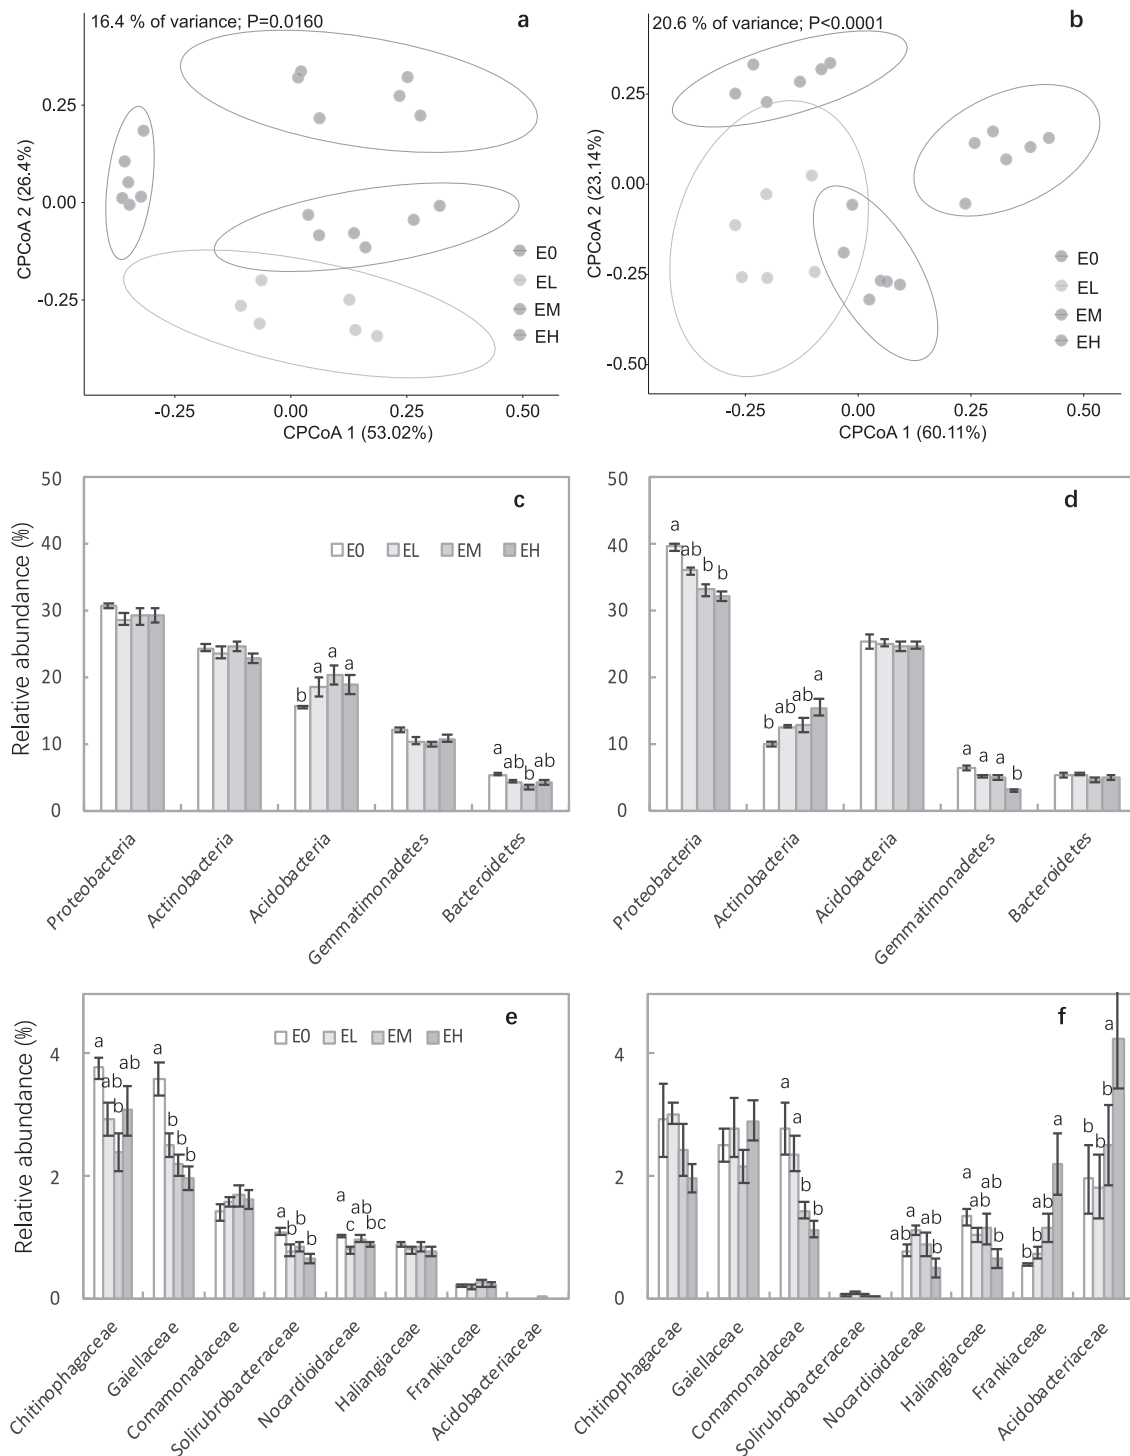 16.4 % of variance; P=0.0160
a
0.25
0.00
-0.25
CPCoA 2 (26.4%)
E0
EL
EM
EH
-0.25
0.00
0.25
0.50
CPCoA 1 (53.02%)
20.6 % of variance; P<0.0001
b
0.25
0.00
-0.25
-0.50
CPCoA 2 (23.14%)
E0
EL
EM
EH
-0.25
0.00
0.25
0.50
CPCoA 1 (60.11%)
c
50
40
30
20
10
0
Relative abundance (%)
E0 EL EM EH
b a a a
a ab b ab
Proteobacteria
Actinobacteria
Acidobacteria
Gemmatimonadetes
Bacteroidetes
d
50
40
30
20
10
0
a ab b b
b ab ab a
a a a b
Proteobacteria
Actinobacteria
Acidobacteria
Gemmatimonadetes
Bacteroidetes
e
4
2
0
Relative abundance (%)
E0 EL EM EH
a ab b ab
a b b b
a b b b
a c ab bc
Chitinophagaceae
Gaiellaceae
Comamonadaceae
Solirubrobacteraceae
Nocardioidaceae
Haliangiaceae
Frankiaceae
Acidobacteriaceae
f
4
2
0
a a b b
ab a ab b
a ab ab b
b b ab a
b b b a
Chitinophagaceae
Gaiellaceae
Comamonadaceae
Solirubrobacteraceae
Nocardioidaceae
Haliangiaceae
Frankiaceae
Acidobacteriaceae